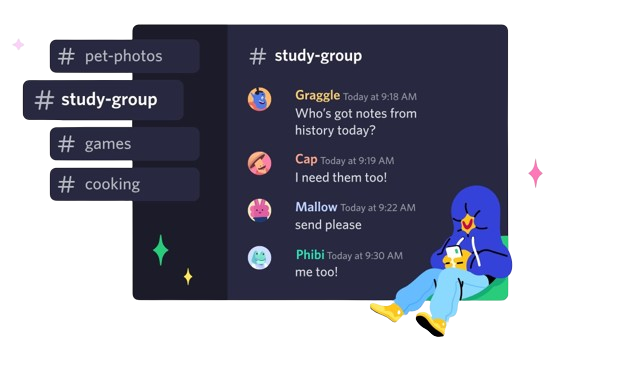 # pet-photos
# study-group
# games
# cooking
# study-group
Graggle Today at 9:18 AM
Who's got notes from
history today?
Cap Today at 9:19 AM
I need them too!
Mallow Today at 9:22 AM
send please
Phibi Today at 9:30 AM
me too!